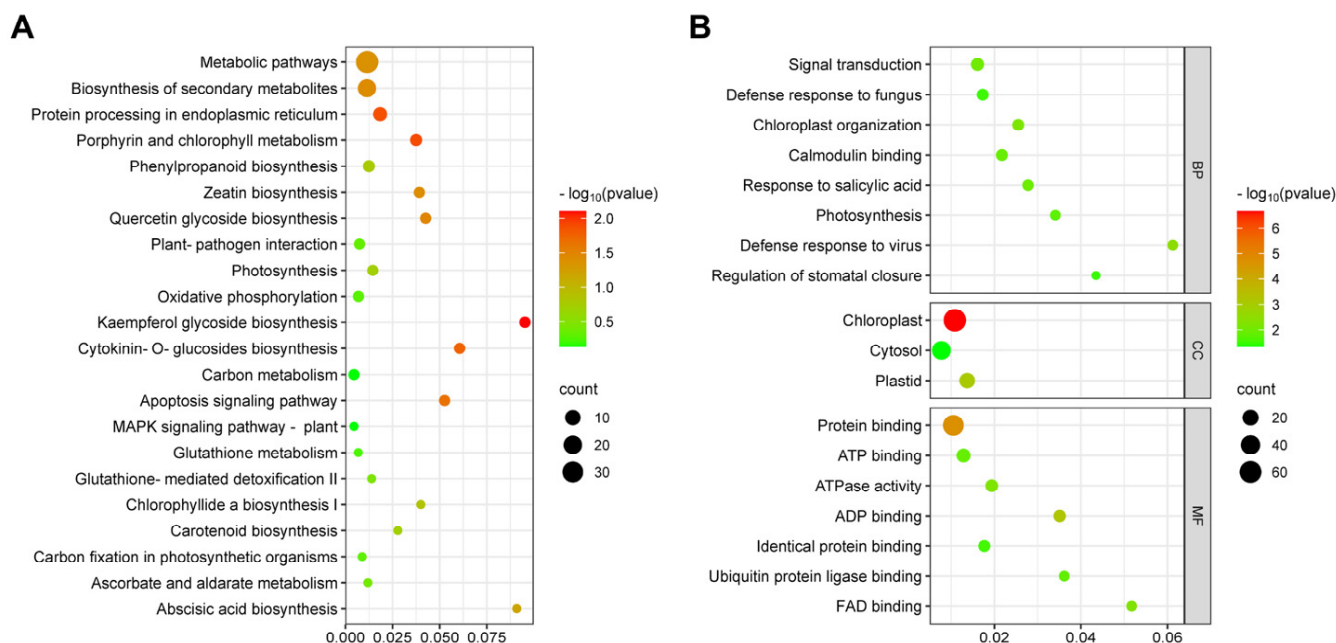 A
Metabolic pathways
Biosynthesis of secondary metabolites
Protein processing in endoplasmic reticulum
Porphyrin and chlorophyll metabolism
Phenylpropanoid biosynthesis
Zeatin biosynthesis
Quercetin glycoside biosynthesis
Plant- pathogen interaction
Photosynthesis
Oxidative phosphorylation
Kaempferol glycoside biosynthesis
Cytokinin- O- glucosides biosynthesis
Carbon metabolism
Apoptosis signaling pathway
MAPK signaling pathway - plant
Glutathione metabolism
Glutathione- mediated detoxification II
Chlorophyllide a biosynthesis I
Carotenoid biosynthesis
Carbon fixation in photosynthetic organisms
Ascorbate and aldarate metabolism
Abscisic acid biosynthesis
0.000 0.025 0.050 0.075
- log10(pvalue)
2.0
1.5
1.0
0.5
count
10
20
30
B
Signal transduction
Defense response to fungus
Chloroplast organization
Calmodulin binding
Response to salicylic acid
Photosynthesis
Defense response to virus
Regulation of stomatal closure
BP
Chloroplast
Cytosol
Plastid
CC
Protein binding
ATP binding
ATPase activity
ADP binding
Identical protein binding
Ubiquitin protein ligase binding
FAD binding
MF
0.02 0.04 0.06
- log10(pvalue)
6
5
4
3
2
count
20
40
60